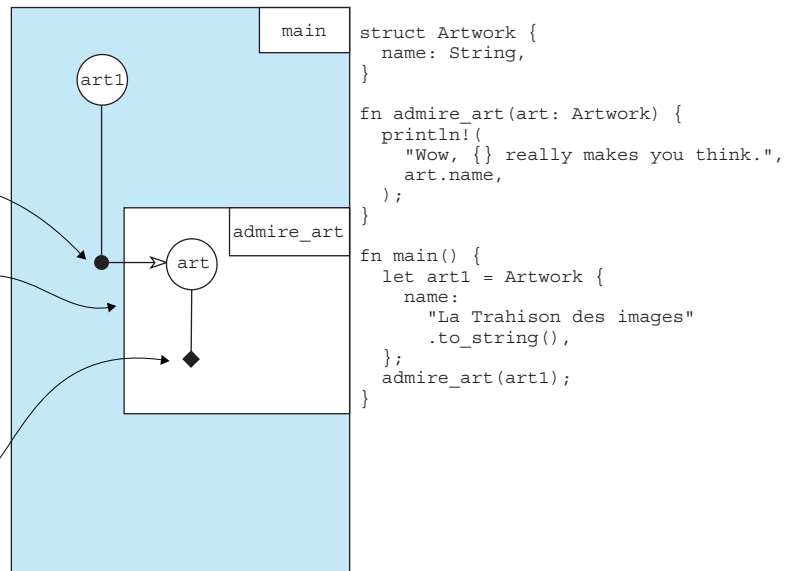 main
art1
admire_art
art
struct Artwork {
  name: String,
}
fn admire_art(art: Artwork) {
  println!(
    "Wow, {} really makes you think.",
    art.name,
  );
}
fn main() {
  let art1 = Artwork {
    name:
      "La Trahison des images"
      .to_string(),
  };
  admire_art(art1);
}